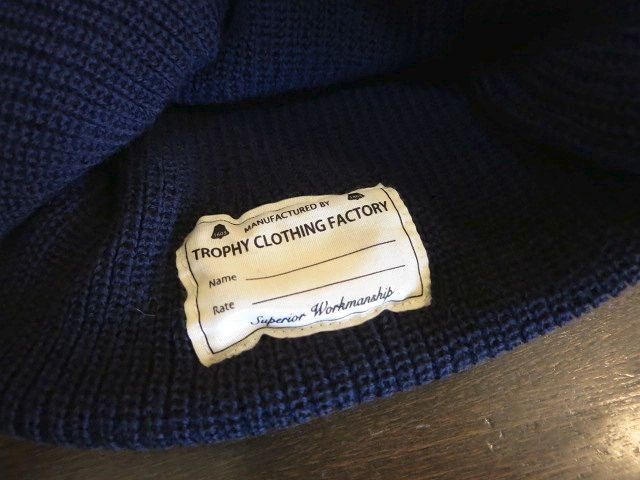 MANUFACTURED BY
TROPHY CLOTHING FACTORY
Name
Rate
Superior Workmanship